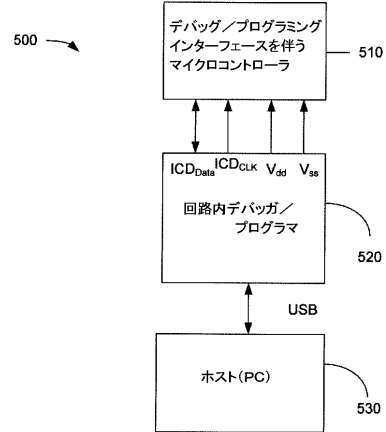 500
デバッグ／プログラミング
インターフェースを伴う
マイクロコントローラ
510
ICDData ICDCLK Vdd Vss
回路内デバッガ／
プログラマ
520
USB
ホスト(PC)
530